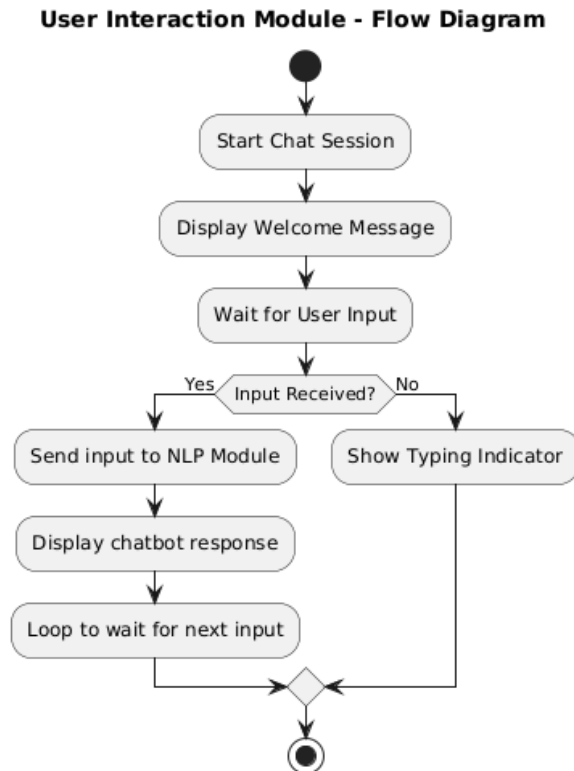 User Interaction Module - Flow Diagram
Start Chat Session
Display Welcome Message
Wait for User Input
Yes
Input Received?
No
Send input to NLP Module
Show Typing Indicator
Display chatbot response
Loop to wait for next input